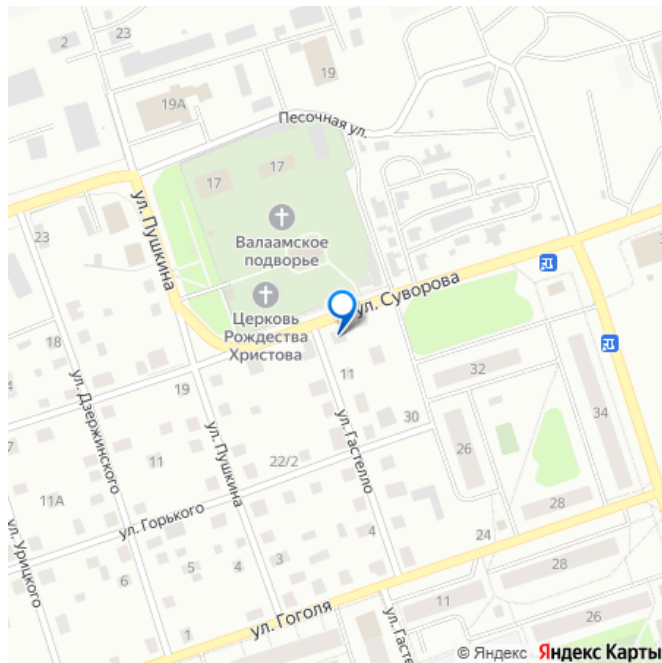 2
23
19
19А
Песочная ул.
17
17
ул. Пушкина
Валаамское
подворье
23
ул. Суворова
Церковь
Рождества
Христова
18
11
32
19
30
34
ул. Дзержинского
ул. Пушкина
ул. Гастелло
26
11
22/2
11А
ул. Горького
28
24
4
ул. Урицкого
3
5
4
6
28
11
26
1
ул. Гоголя
© Яндекс Яндекс Карты